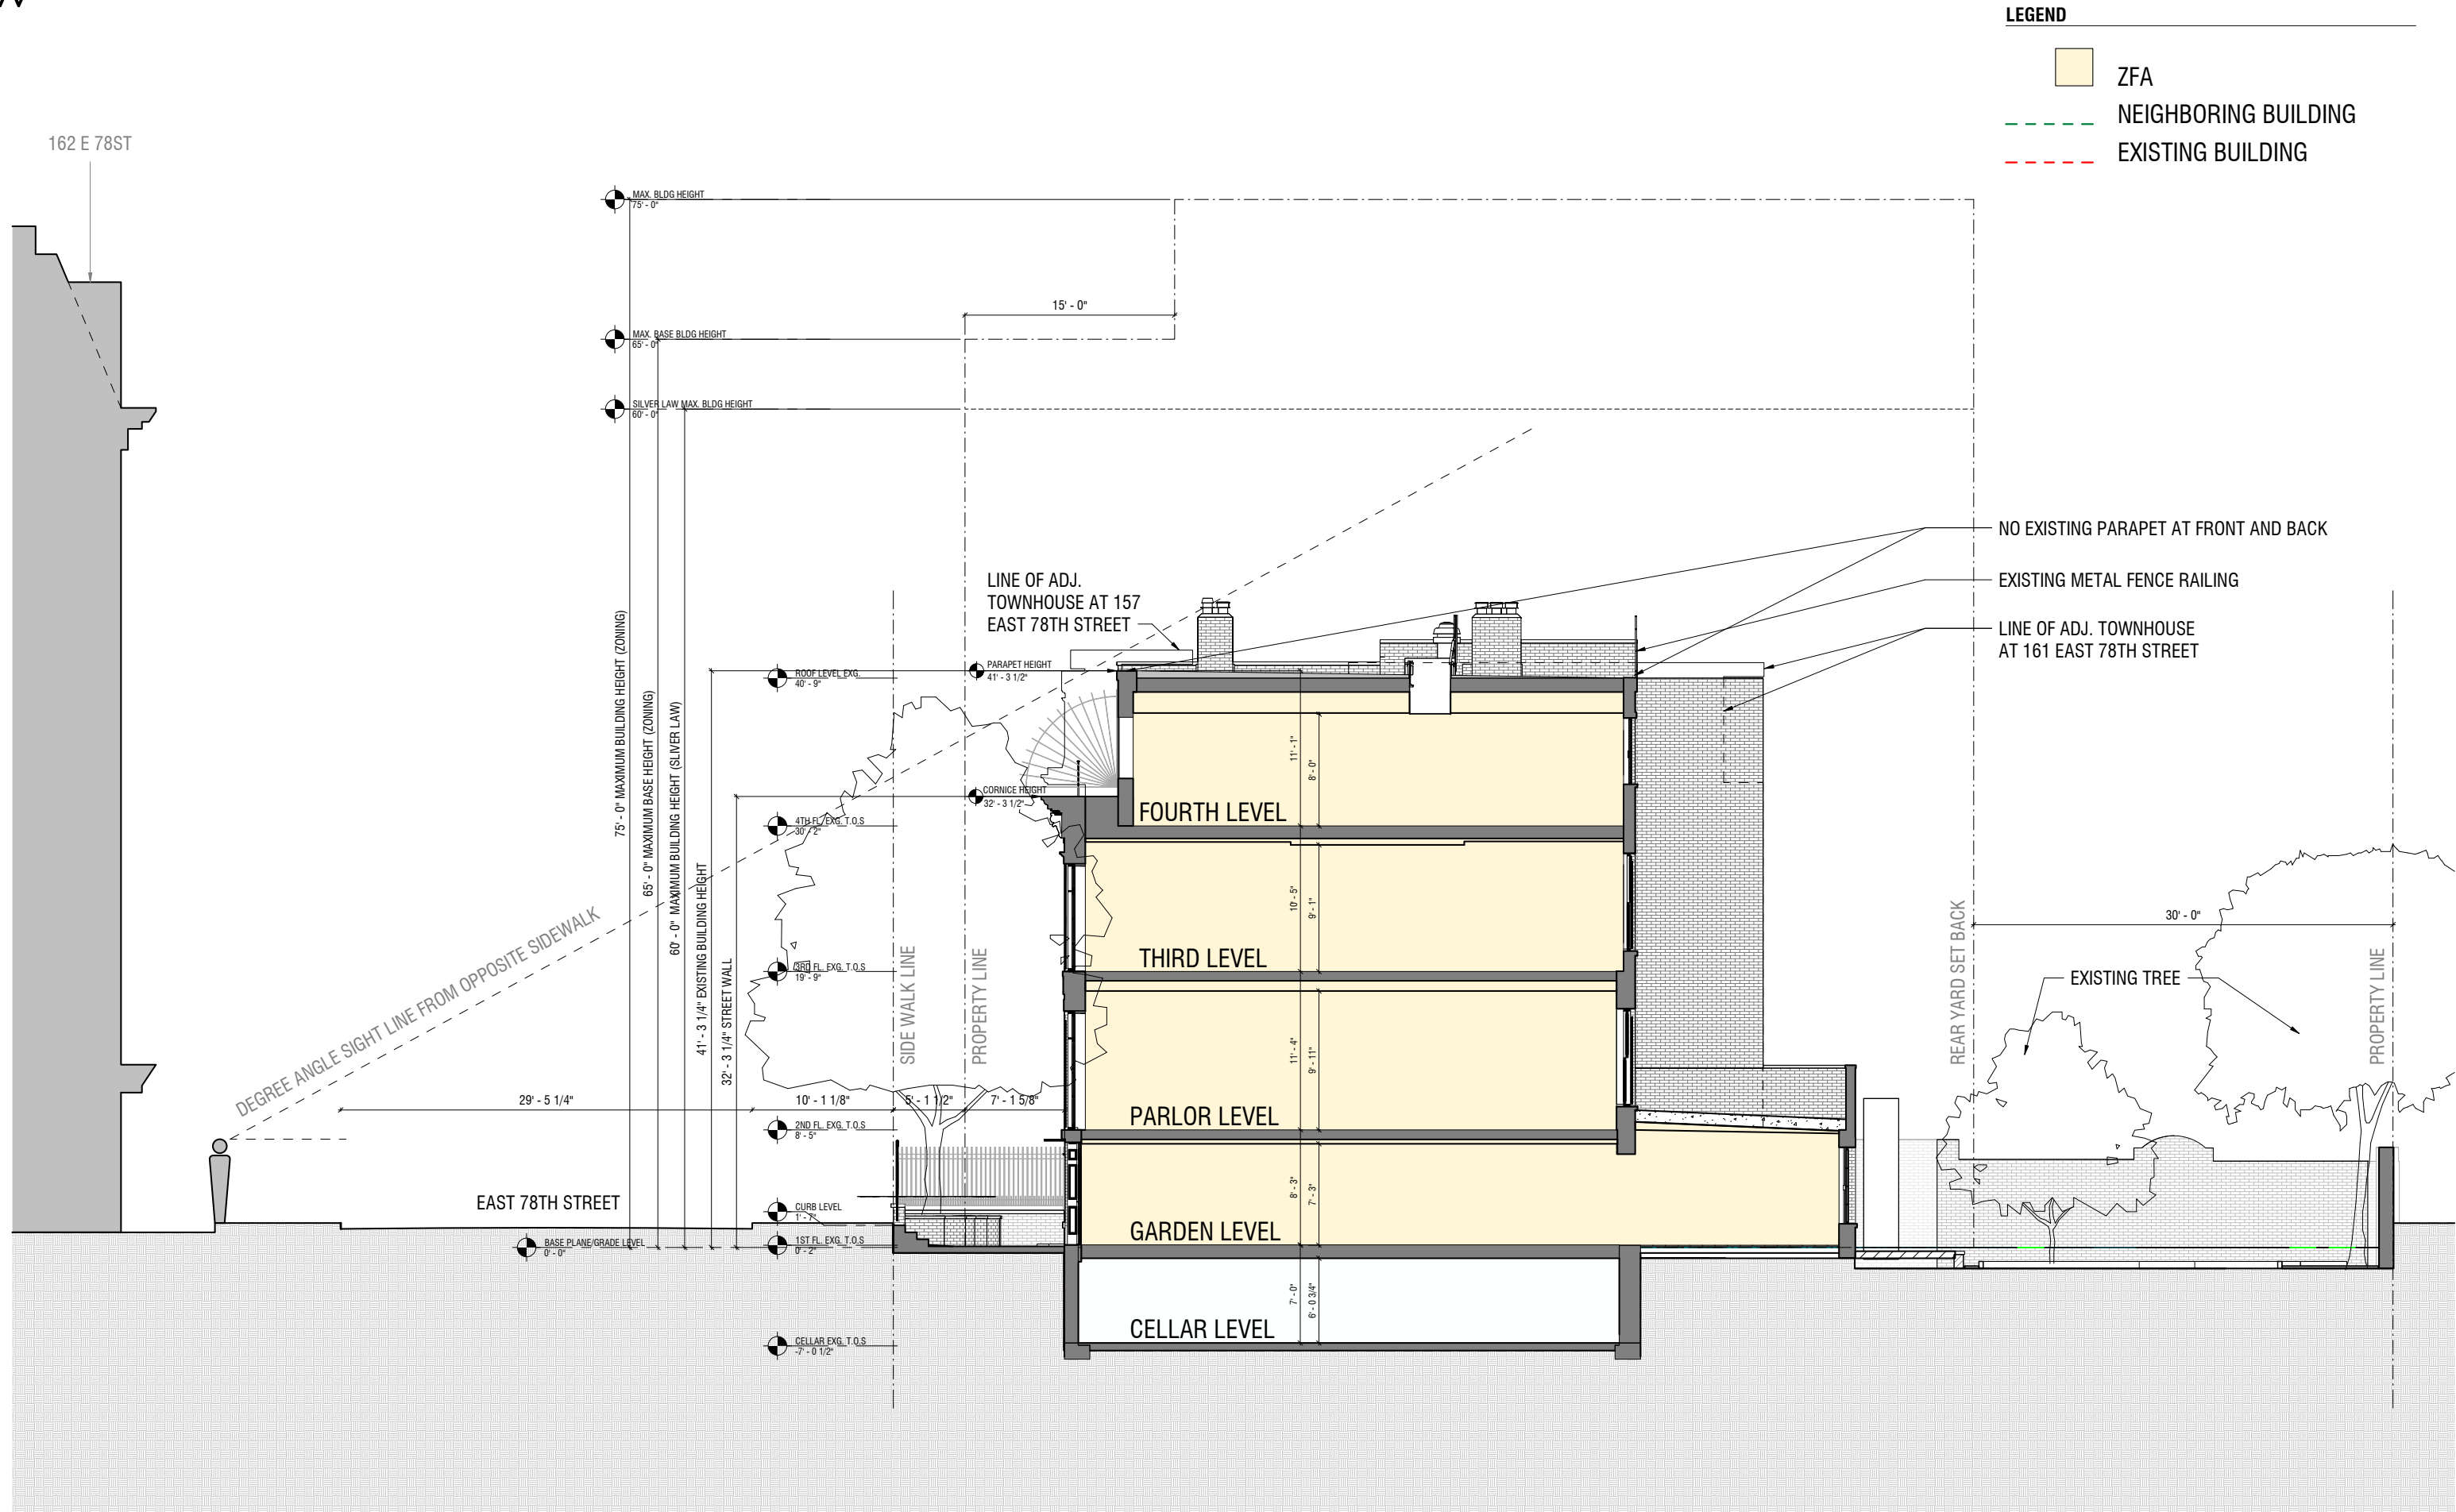 LEGEND
ZFA
NEIGHBORING BUILDING
EXISTING BUILDING
162 E 78ST
MAX. BLDG HEIGHT
75' - 0"
15' - 0"
MAX. BASE BLDG HEIGHT
65' - 0"
SILVER LAW MAX. BLDG HEIGHT
60' - 0"
NO EXISTING PARAPET AT FRONT AND BACK
EXISTING METAL FENCE RAILING
LINE OF ADJ. TOWNHOUSE
AT 161 EAST 78TH STREET
LINE OF ADJ.
TOWNHOUSE AT 157
EAST 78TH STREET
PARAPET HEIGHT
41' - 3 1/2"
ROOF LEVEL EXG.
40' - 9"
75' - 0" MAXIMUM BUILDING HEIGHT (ZONING)
65' - 0" MAXIMUM BASE HEIGHT (ZONING)
60' - 0" MAXIMUM BUILDING HEIGHT (SLIVER LAW)
41' - 3 1/4" EXISTING BUILDING HEIGHT
32' - 3 1/4" STREET WALL
CORNICE HEIGHT
32' - 3 1/2"
11' - 1"
8' - 0"
FOURTH LEVEL
4TH FL. EXG. T.O.S
30' - 2"
10' - 5"
9' - 1"
THIRD LEVEL
3RD FL. EXG. T.O.S
19' - 9"
DEGREE ANGLE SIGHT LINE FROM OPPOSITE SIDEWALK
SIDE WALK LINE
PROPERTY LINE
REAR YARD SET BACK
30' - 0"
EXISTING TREE
PROPERTY LINE
11' - 4"
9' - 11"
PARLOR LEVEL
29' - 5 1/4"
10' - 1 1/8"
5' - 1 1/2"
7' - 1 5/8"
2ND FL. EXG. T.O.S
8' - 5"
8' - 3"
7' - 3"
GARDEN LEVEL
EAST 78TH STREET
CURB LEVEL
1' - 7"
1ST FL. EXG. T.O.S
0' - 2"
BASE PLANE/GRADE LEVEL
0' - 0"
7' - 0"
6' - 0 3/4"
CELLAR LEVEL
CELLAR EXG. T.O.S
-7' - 0 1/2"